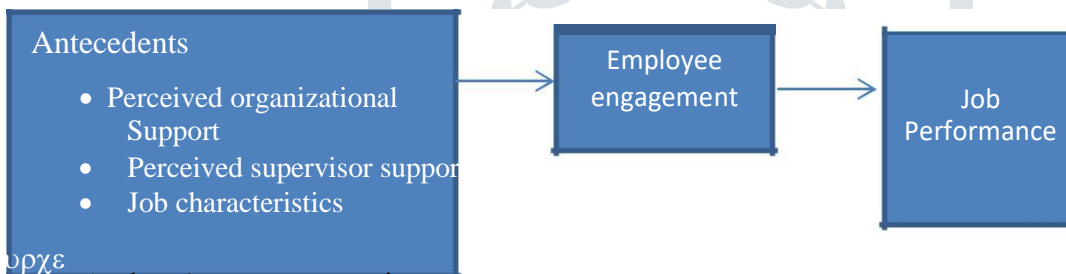 Antecedents
• Perceived organizational
Support
• Perceived supervisor suppor
• Job characteristics
Employee
engagement
Job
Performance
υρχε